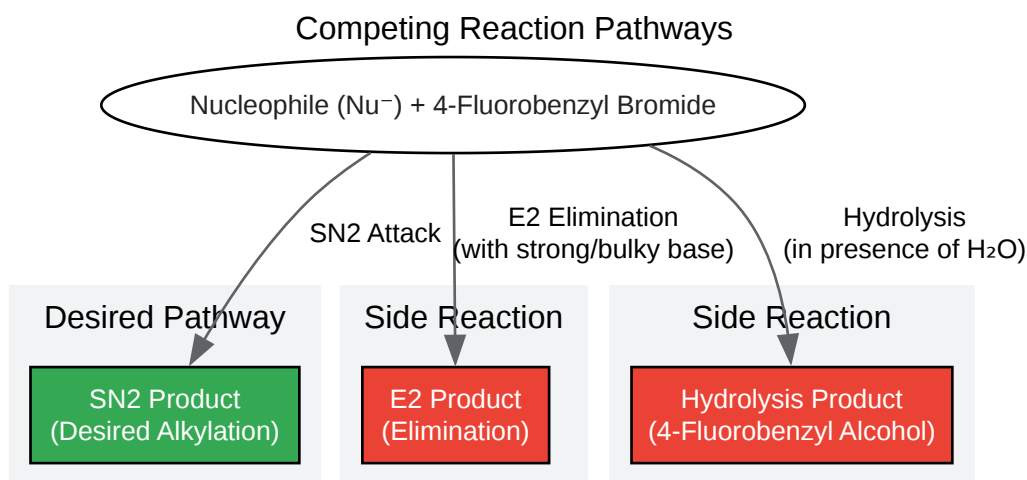 Competing Reaction Pathways
Nucleophile (Nu⁻) + 4-Fluorobenzyl Bromide
SN2 Attack
E2 Elimination
(with strong/bulky base)
Hydrolysis
(in presence of H₂O)
Desired Pathway
Side Reaction
Side Reaction
SN2 Product
(Desired Alkylation)
E2 Product
(Elimination)
Hydrolysis Product
(4-Fluorobenzyl Alcohol)